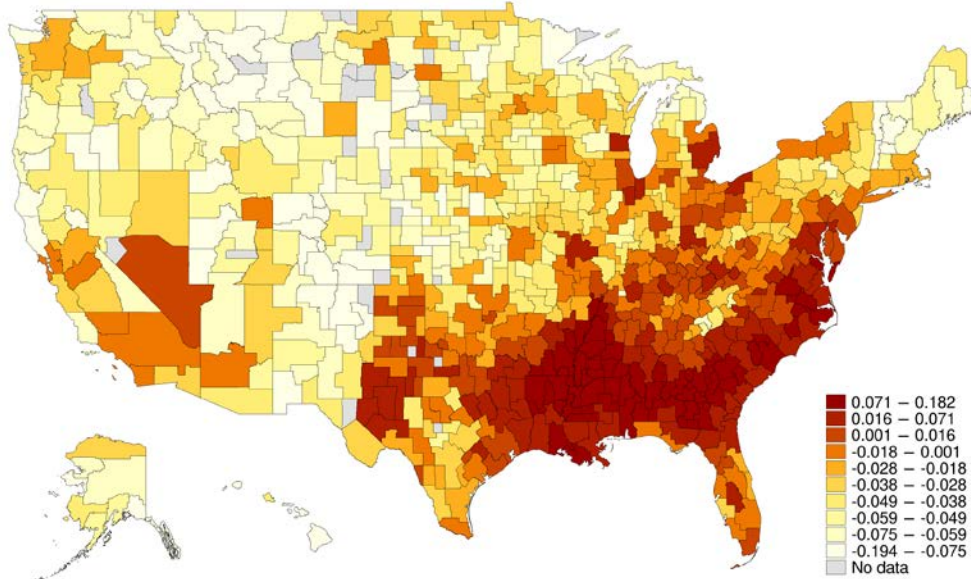 0.071 – 0.182
0.016 – 0.071
0.001 – 0.016
-0.018 – 0.001
-0.028 – -0.018
-0.038 – -0.028
-0.049 – -0.038
-0.059 – -0.049
-0.075 – -0.059
-0.194 – -0.075
No data